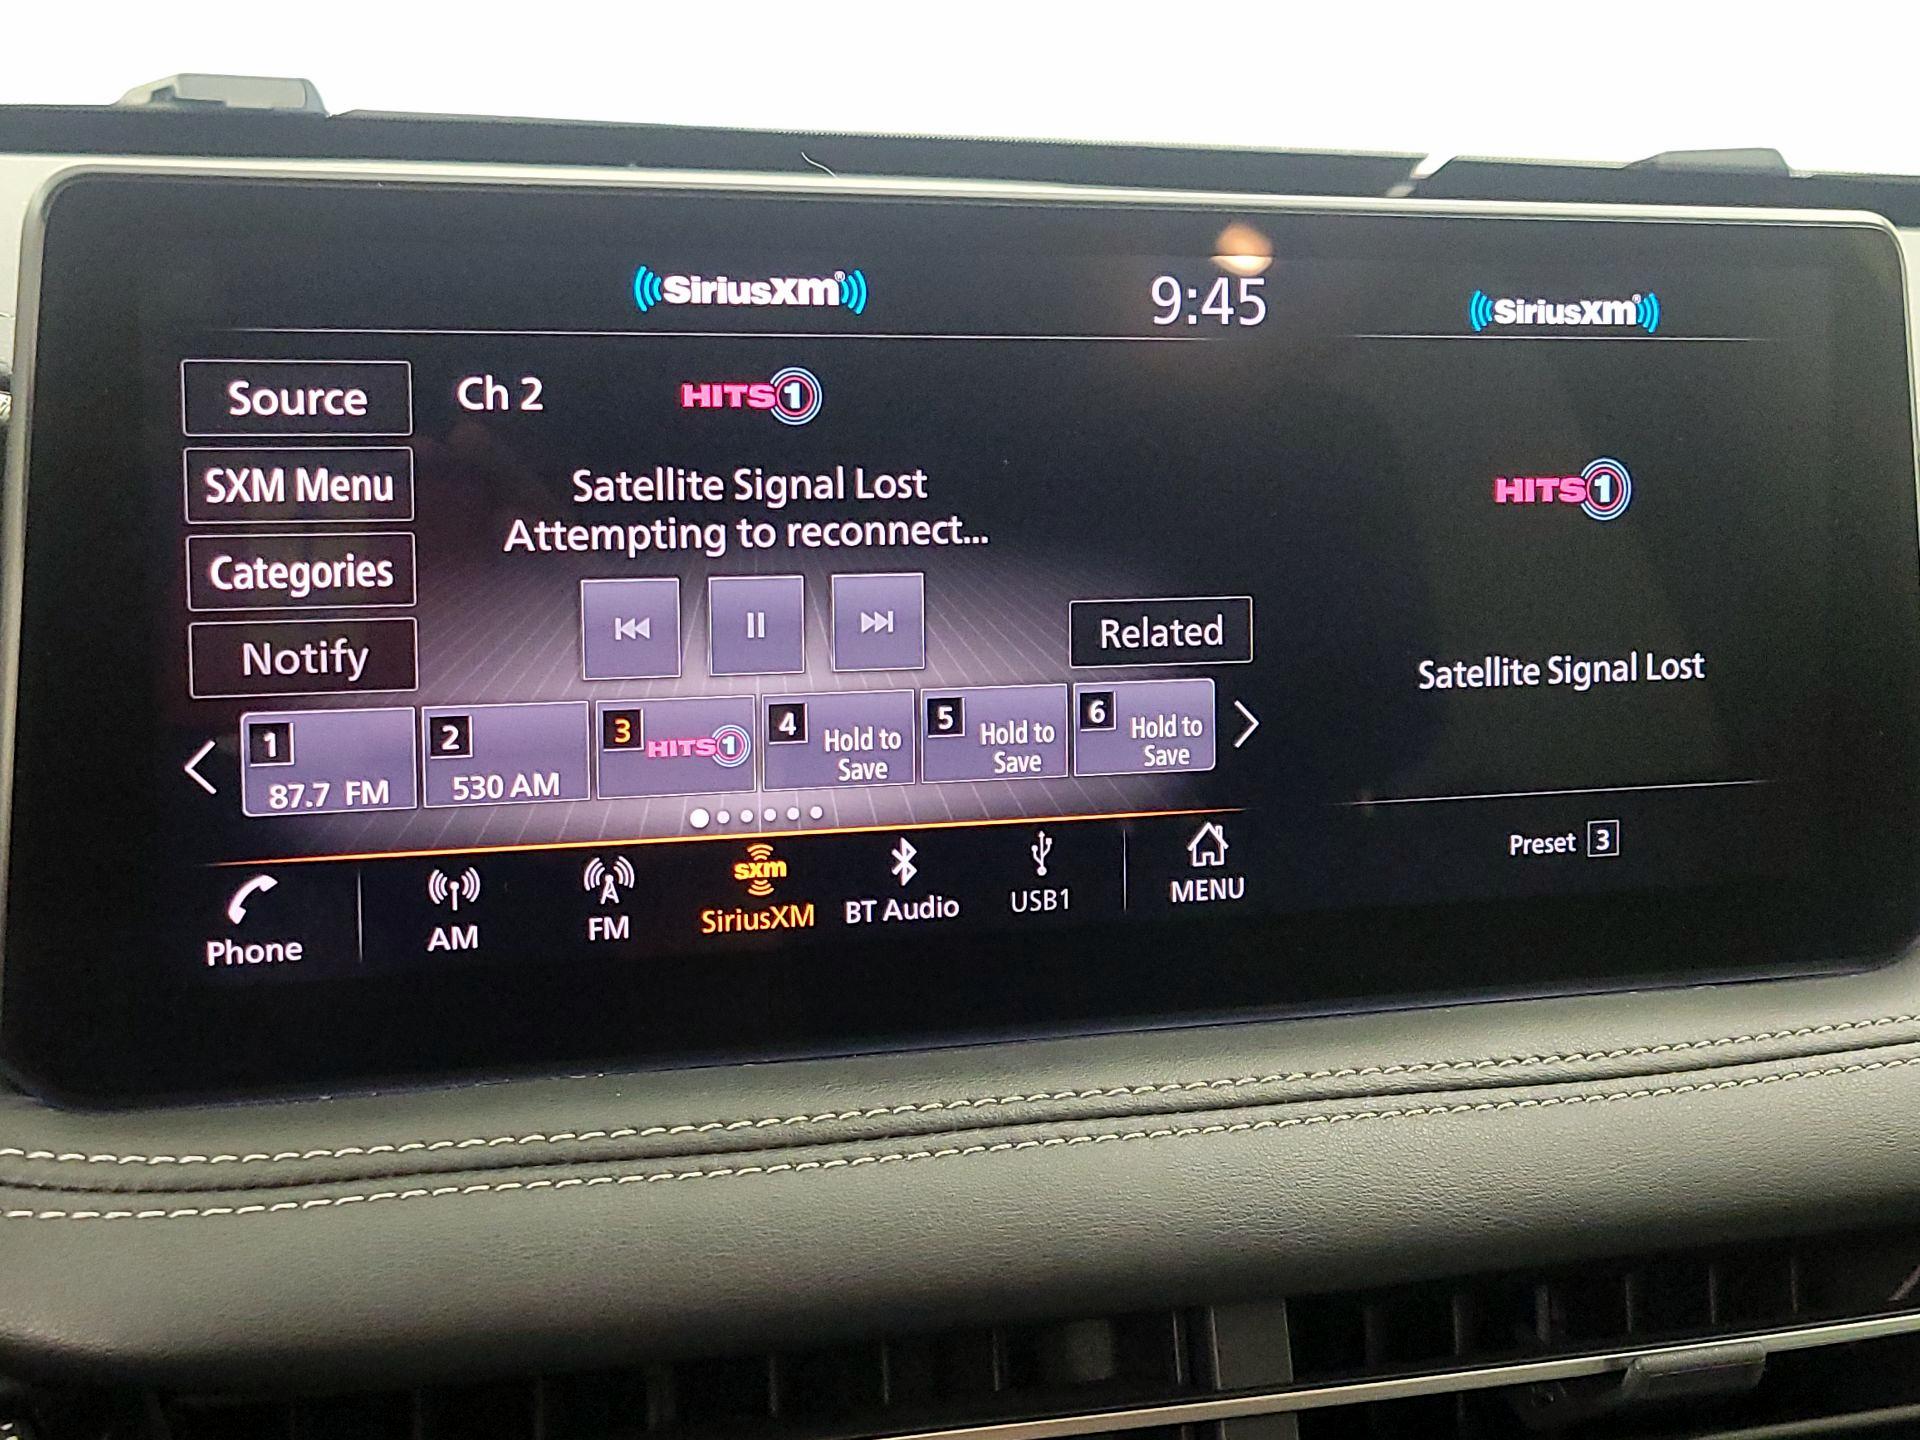 SiriusXM®
9:45
SiriusXM®
Source
Ch 2
HITS 1
SXM Menu
Satellite Signal Lost
Attempting to reconnect...
HITS 1
Categories
Notify
Related
Satellite Signal Lost
1
87.7 FM
2
530 AM
3
HITS 1
4
Hold to
Save
5
Hold to
Save
6
Hold to
Save
Preset 3
Phone
AM
FM
sxm
SiriusXM
BT Audio
USB1
MENU